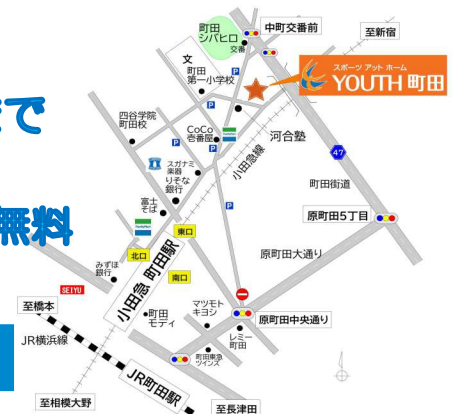 町田
シバヒロ
交番
中町交番前
至新宿
文
町田
第一小学校
スポーツ アット ホーム
YOUTH 町田
で
四谷学院
町田校
CoCo
壱番屋
河合塾
小田急線
47
スガナミ
楽器
りそな
銀行
町田街道
富士
そば
原町田5丁目
無料
東口
北口
小田急 町田駅
南口
原町田大通り
みずほ
銀行
SEIYU
至橋本
町田
モディ
マツモト
キヨシ
原町田中央通り
JR横浜線
レミー
町田
町田東急
ツインズ
JR町田駅
至相模大野
至長津田
P
P
P
P
P